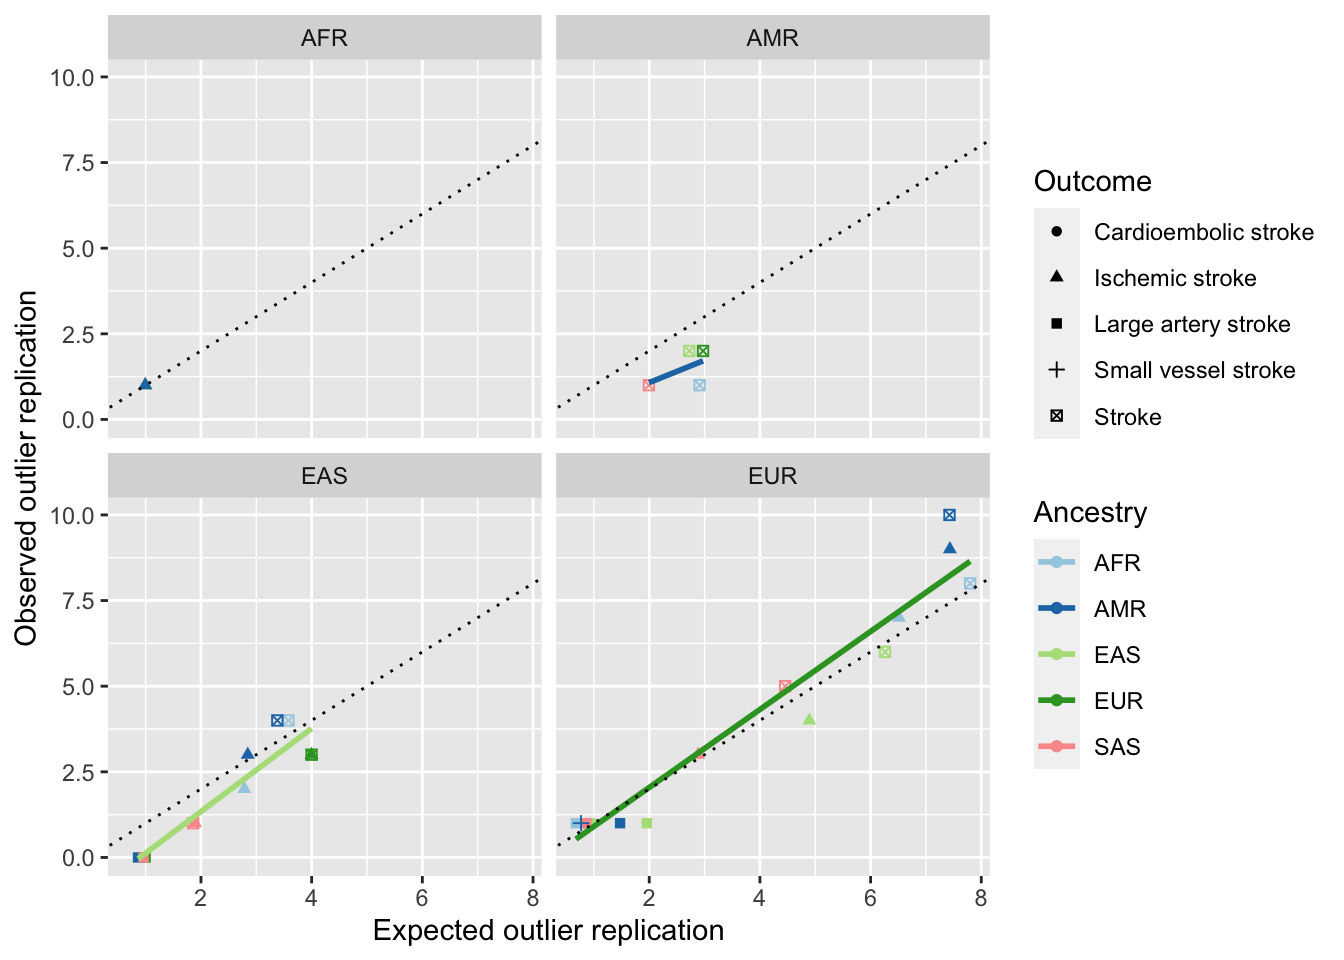 AFR
AMR
10.0
7.5
5.0
2.5
0.0
EAS
EUR
10.0
7.5
5.0
2.5
0.0
2
4
6
8
2
4
6
8
Expected outlier replication
Observed outlier replication
Outcome
Cardioembolic stroke
Ischemic stroke
Large artery stroke
Small vessel stroke
Stroke
Ancestry
AFR
AMR
EAS
EUR
SAS